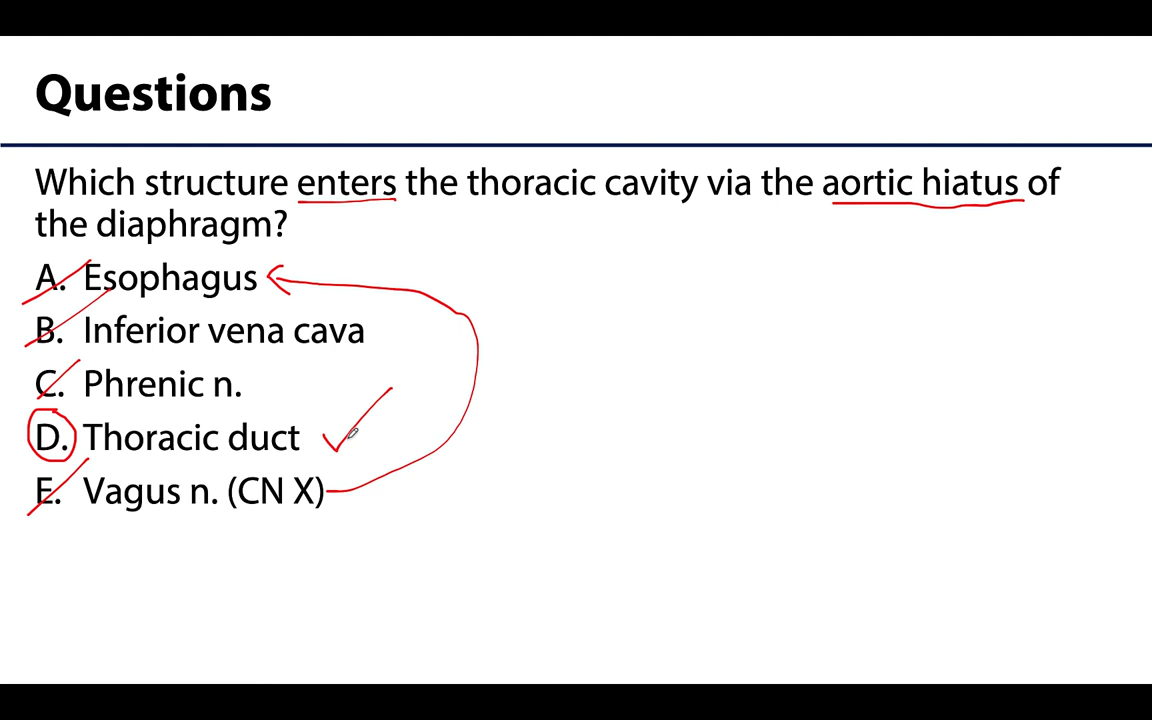 Questions
Which structure enters the thoracic cavity via the aortic hiatus of
the diaphragm?
A. Esophagus
B. Inferior vena cava
C. Phrenic n.
D. Thoracic duct
E. Vagus n. (CN X)